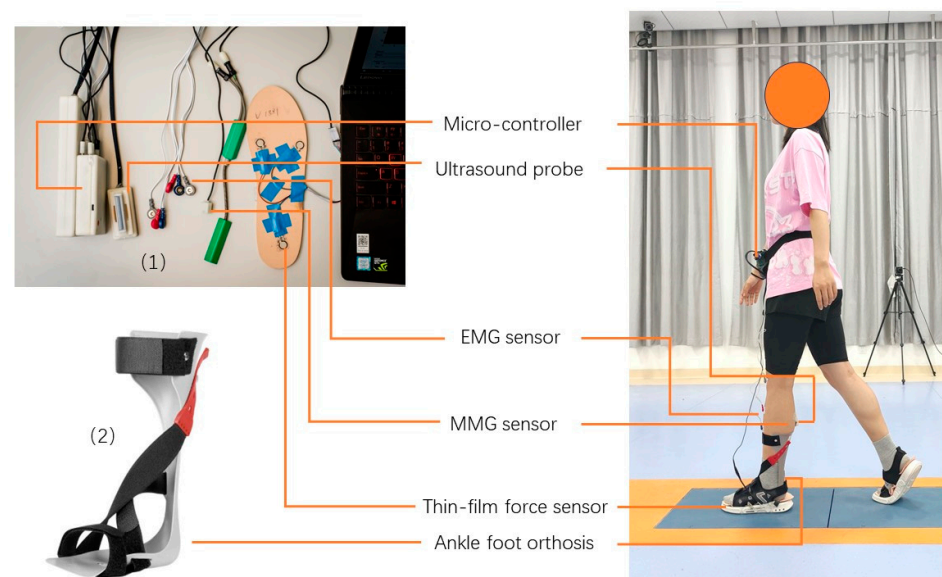 Micro-controller
Ultrasound probe
(1)
EMG sensor
(2)
MMG sensor
Thin-film force sensor
Ankle foot orthosis